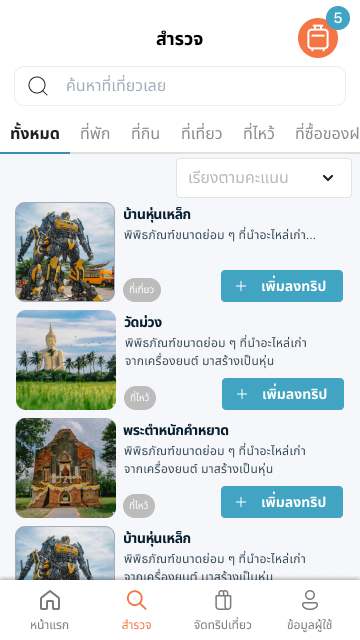 สำรวจ
5
ค้นหาที่เที่ยวเลย
ทั้งหมด ที่พัก ที่กิน ที่เที่ยว ที่ไหว้ ที่ซื้อของฝ
เรียงตามคะแนน
บ้านหุ่นเหล็ก
พิพิธภัณฑ์ขนาดย่อม ๆ ที่นำอะไหล่เก่า...
ที่เที่ยว
+ เพิ่มลงทริป
วัดม่วง
พิพิธภัณฑ์ขนาดย่อม ๆ ที่นำอะไหล่เก่า
จากเครื่องยนต์ มาสร้างเป็นหุ่น
ที่ไหว้
+ เพิ่มลงทริป
พระตำหนักคำหยาด
พิพิธภัณฑ์ขนาดย่อม ๆ ที่นำอะไหล่เก่า
จากเครื่องยนต์ มาสร้างเป็นหุ่น
ที่ไหว้
+ เพิ่มลงทริป
บ้านหุ่นเหล็ก
พิพิธภัณฑ์ขนาดย่อม ๆ ที่นำอะไหล่เก่า
จากเครื่องยนต์ มาสร้างเป็นหุ่น
หน้าแรก สำรวจ จัดทริปเที่ยว ข้อมูลผู้ใช้